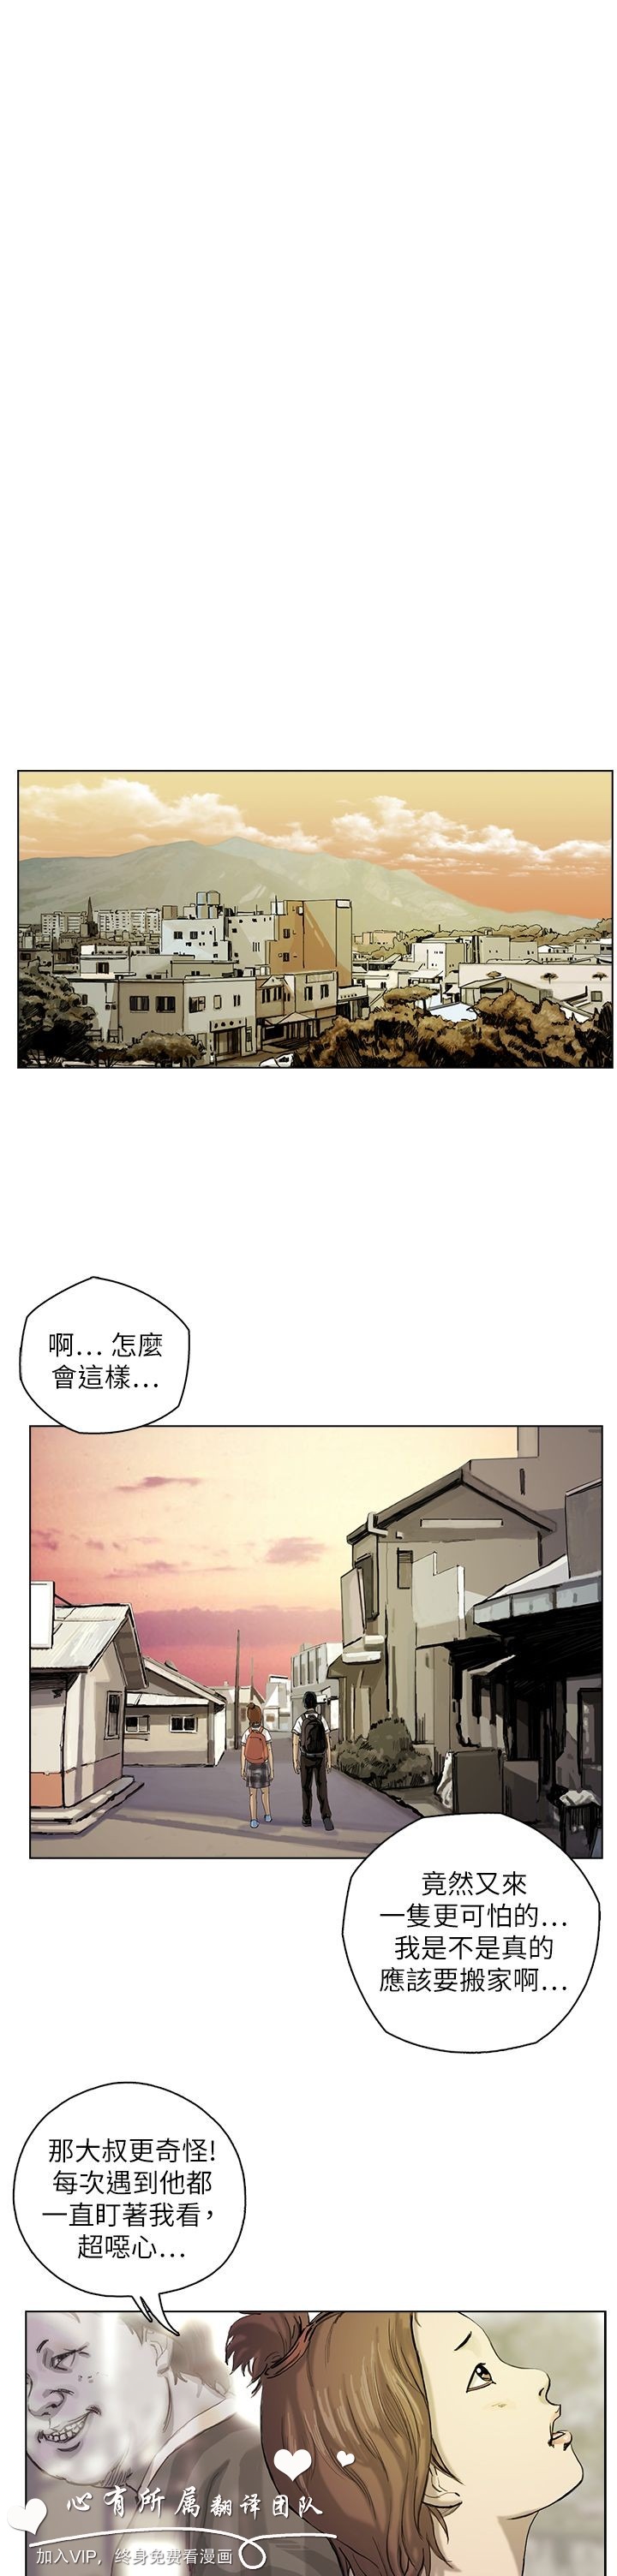 啊... 怎麼
會這樣...
竟然又來
一隻更可怕的...
我是不是真的
應該要搬家啊...
那大叔更奇怪!
每次遇到他都
一直盯著我看，
超噁心...
心有所属翻译团队
加入VIP，终身免费看漫画